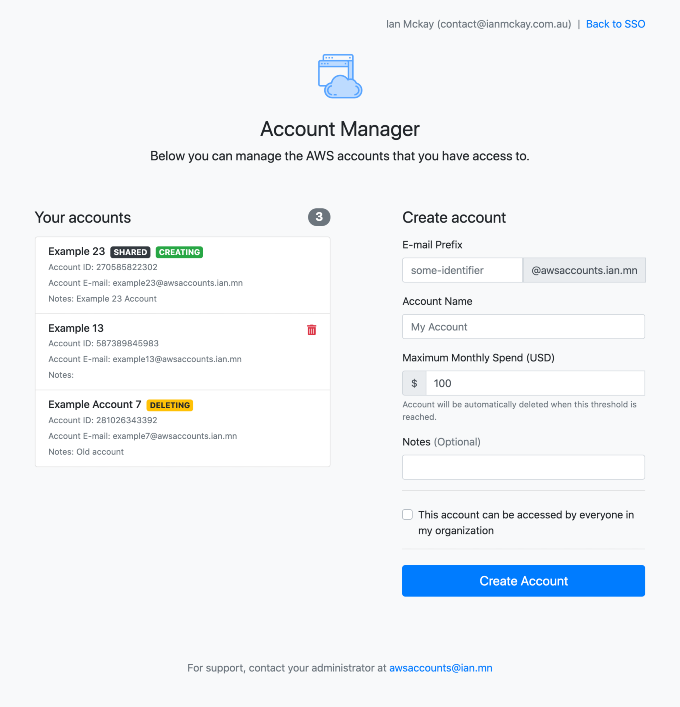 Ian Mckay (contact@ianmckay.com.au) | Back to SSO
Account Manager
Below you can manage the AWS accounts that you have access to.
Your accounts 3
Example 23 SHARED CREATING
Account ID: 270585822302
Account E-mail: example23@awsaccounts.ian.mn
Notes: Example 23 Account
Example 13
Account ID: 587389845983
Account E-mail: example13@awsaccounts.ian.mn
Notes:
Example Account 7 DELETING
Account ID: 281026343392
Account E-mail: example7@awsaccounts.ian.mn
Notes: Old account
Create account
E-mail Prefix
some-identifier @awsaccounts.ian.mn
Account Name
My Account
Maximum Monthly Spend (USD)
$ 100
Account will be automatically deleted when this threshold is
reached.
Notes (Optional)
This account can be accessed by everyone in
my organization
Create Account
For support, contact your administrator at awsaccounts@ian.mn